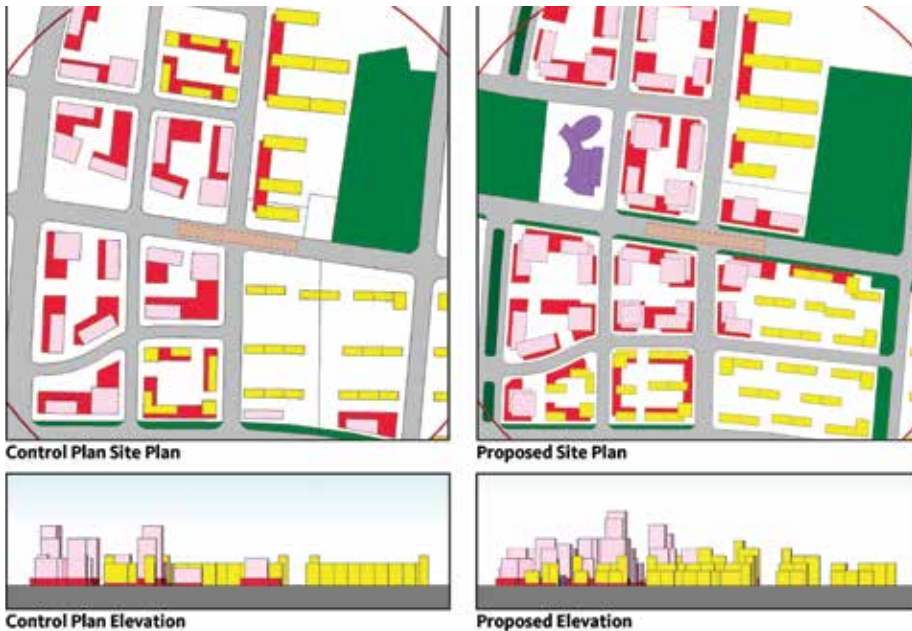 Control Plan Site Plan
Proposed Site Plan
Control Plan Elevation
Proposed Elevation